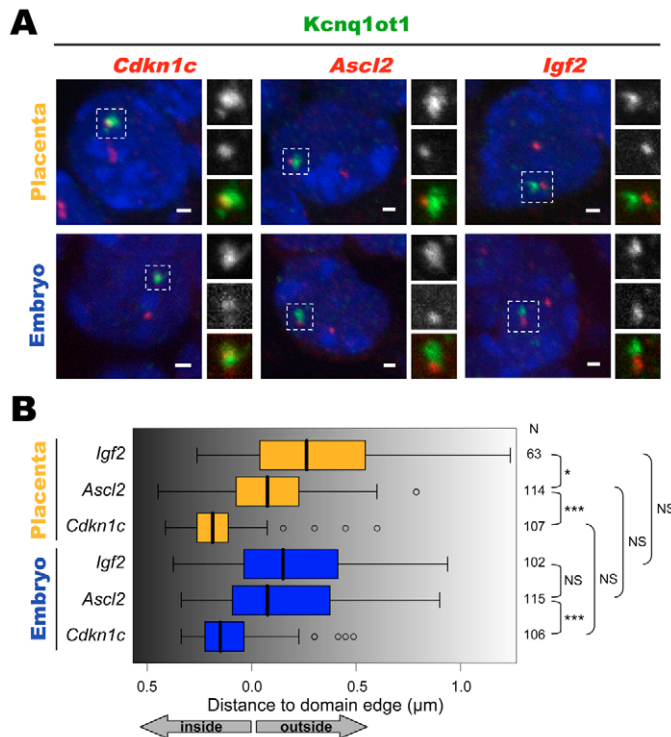 A
Kcnq1ot1
Cdkn1c Ascl2 Igf2
Placenta
Embryo
B
N
Placenta
Igf2 63
*
Ascl2 114
***
Cdkn1c 107
NS
Embryo
Igf2 102
NS NS
Ascl2 115
***
Cdkn1c 106
0.5 0.0 0.5 1.0
Distance to domain edge (µm)
inside outside